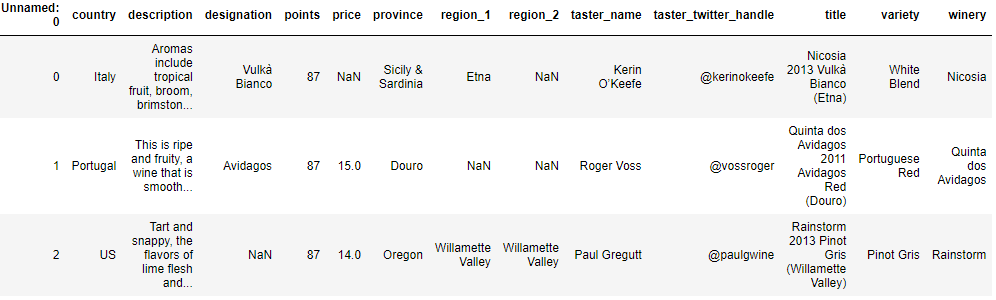 Unnamed: 0 country description designation points price province region_1 region_2 taster_name taster_twitter_handle title variety winery
0 Italy Aromas include tropical fruit, broom, brimston... Vulkà Bianco 87 NaN Sicily & Sardinia Etna NaN Kerin O’Keefe @kerinokeefe Nicosia 2013 Vulkà Bianco (Etna) White Blend Nicosia
1 Portugal This is ripe and fruity, a wine that is smooth... Avidagos 87 15.0 Douro NaN NaN Roger Voss @vossroger Quinta dos Avidagos 2011 Avidagos Red (Douro) Portuguese Red Quinta dos Avidagos
2 US Tart and snappy, the flavors of lime flesh and... NaN 87 14.0 Oregon Willamette Valley Willamette Valley Paul Gregutt @paulgwine Rainstorm 2013 Pinot Gris (Willamette Valley) Pinot Gris Rainstorm